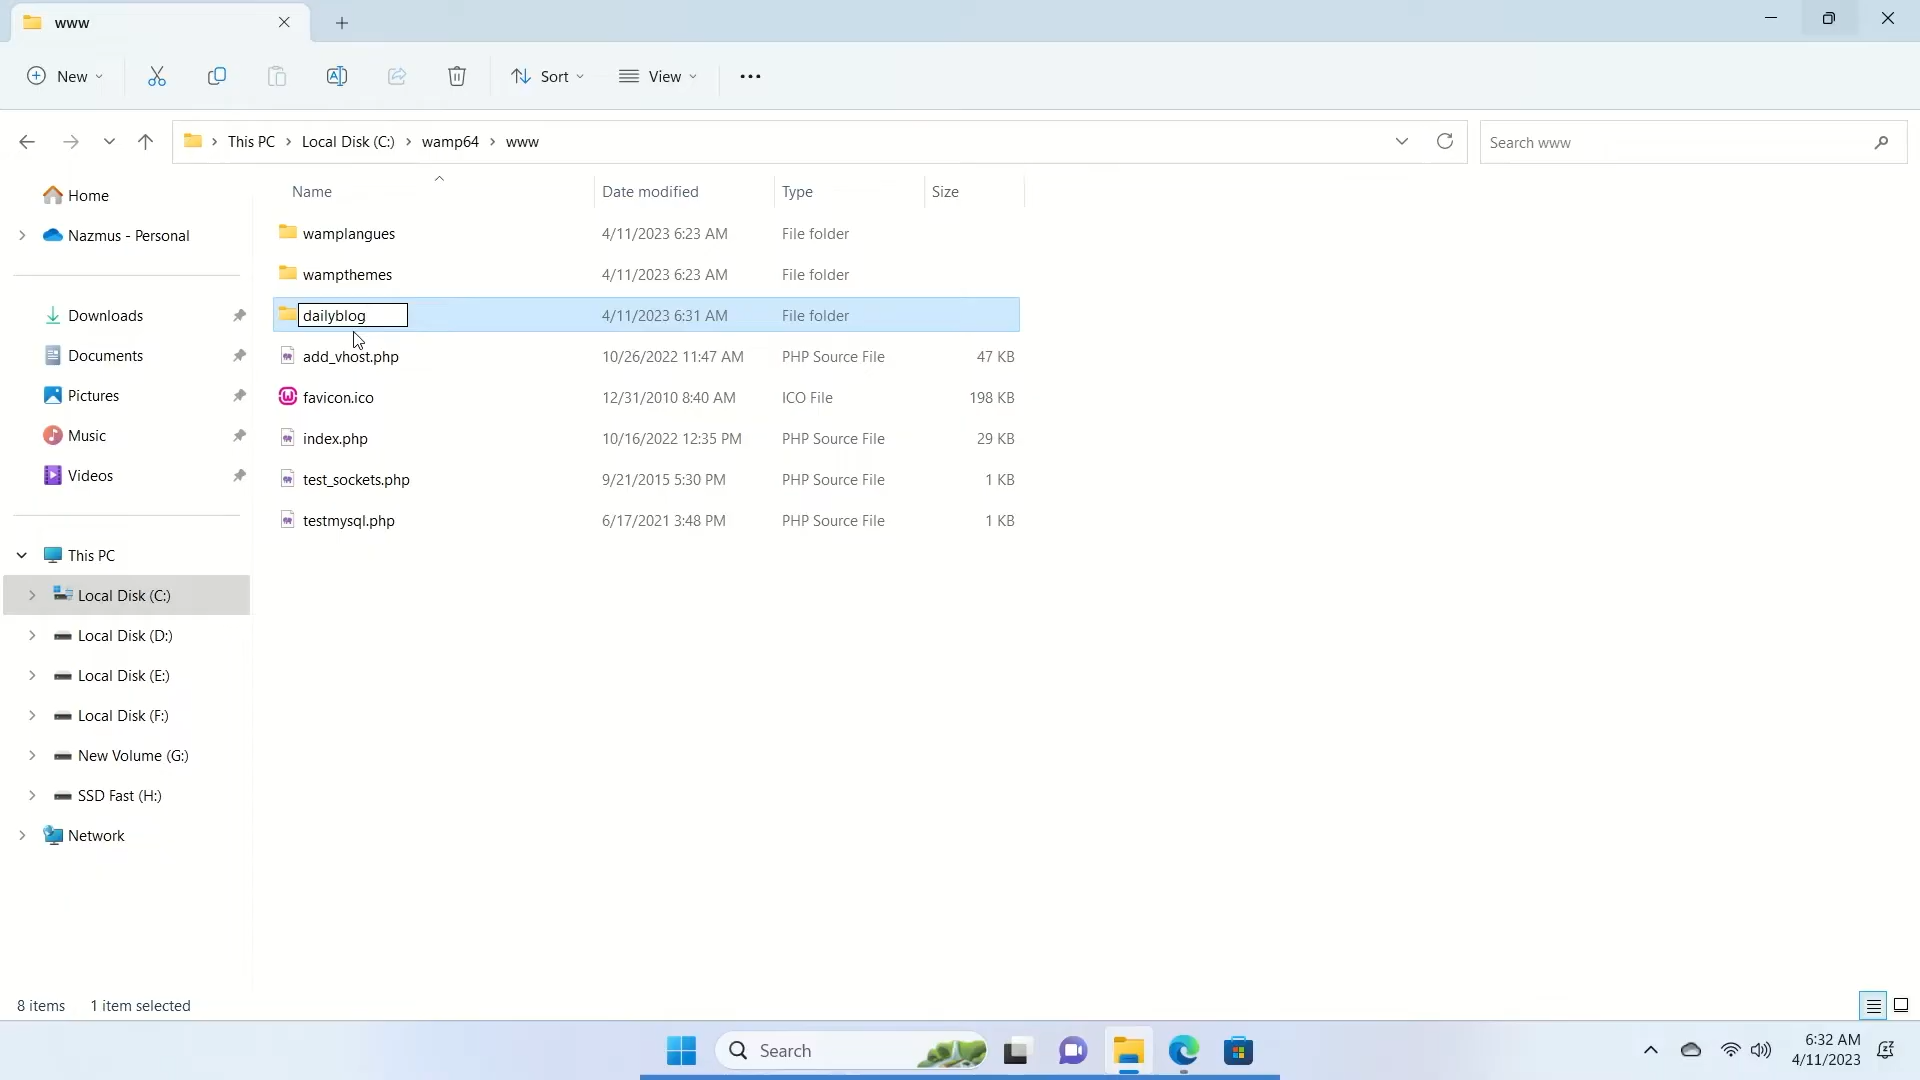 www
New
Sort
View
This PC
Local Disk (C:)
wamp64
www
Search www
Home
Nazmus - Personal
Downloads
Documents
Pictures
Music
Videos
This PC
Local Disk (C:)
Local Disk (D:)
Local Disk (E:)
Local Disk (F:)
New Volume (G:)
SSD Fast (H:)
Network
Name Date modified Type Size
wamplangues 4/11/2023 6:23 AM File folder
wampthemes 4/11/2023 6:23 AM File folder
dailyblog 4/11/2023 6:31 AM File folder
add_vhost.php 10/26/2022 11:47 AM PHP Source File 47 KB
favicon.ico 12/31/2010 8:40 AM ICO File 198 KB
index.php 10/16/2022 12:35 PM PHP Source File 29 KB
test_sockets.php 9/21/2015 5:30 PM PHP Source File 1 KB
testmysql.php 6/17/2021 3:48 PM PHP Source File 1 KB
8 items 1 item selected
Search
6:32 AM
4/11/2023